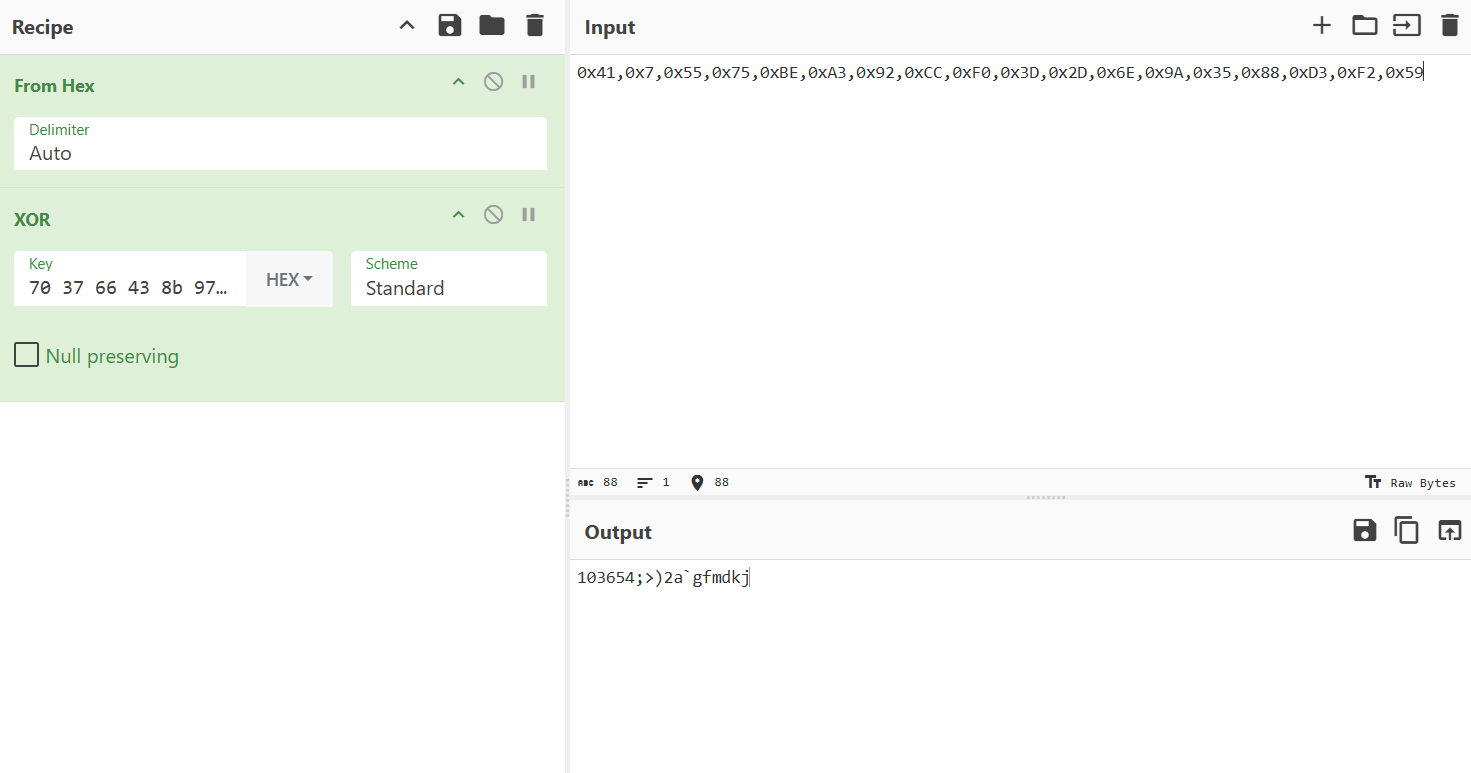 Recipe
From Hex
Delimiter
Auto
XOR
Key
70 37 66 43 8b 97…
HEX
Scheme
Standard
Null preserving
Input
0x41,0x7,0x55,0x75,0xBE,0xA3,0x92,0xCC,0xF0,0x3D,0x2D,0x6E,0x9A,0x35,0x88,0xD3,0xF2,0x59
ABC 88 1 88
Tт Raw Bytes
Output
103654;>)2a`gfmdkj